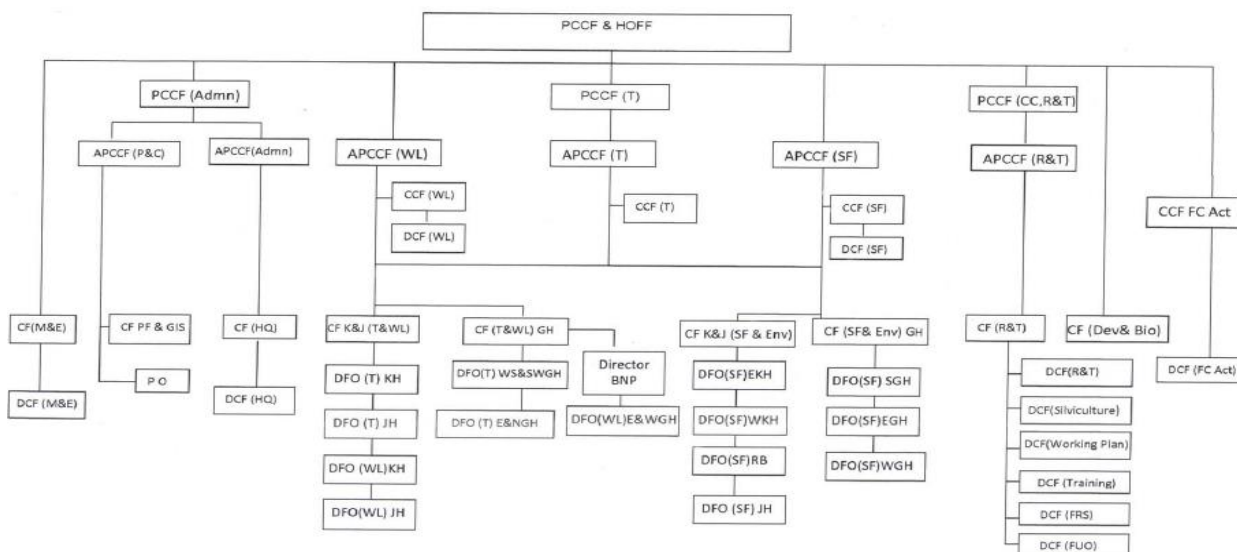 PCCF & HOFF
PCCF (Admn)
PCCF (T)
PCCF (CC,R&T)
APCCF (P&C)
APCCF(Admn)
APCCF (WL)
APCCF (T)
APCCF (SF)
APCCF (R&T)
CCF (WL)
DCF (WL)
CCF (T)
CCF (SF)
DCF (SF)
CCF FC Act
CF(M&E)
CF PF & GIS
CF (HQ)
CF K&J (T&WL)
CF (T&WL) GH
CF K&J (SF & Env)
CF (SF& Env) GH
CF (R&T)
CF (Dev& Bio)
DCF (M&E)
P O
DCF (HQ)
DFO (T) KH
DFO (T) JH
DFO (WL)KH
DFO(WL) JH
DFO(T) WS&SWGH
DFO (T) E&NGH
Director
BNP
DFO(WL)E&WGH
DFO(SF)EKH
DFO(SF)WKH
DFO(SF)RB
DFO (SF) JH
DFO(SF) SGH
DFO(SF)EGH
DFO(SF)WGH
DCF(R&T)
DCF(Silviculture)
DCF(Working Plan)
DCF (Training)
DCF (FRS)
DCF (FUO)
DCF (FC Act)